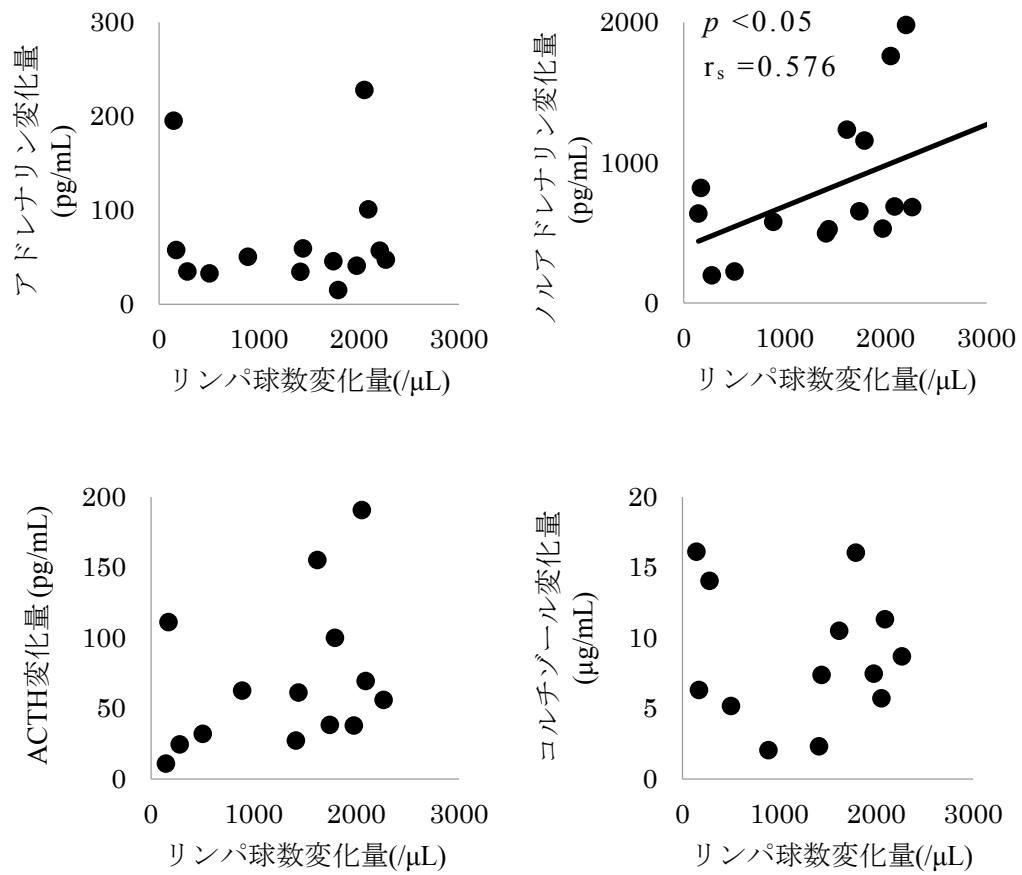 アドレナリン変化量
(pg/mL)
300
200
100
0
0 1000 2000 3000
リンパ球数変化量(/μL)
ノルアドレナリン変化量
(pg/mL)
2000
1000
0
p <0.05
rs =0.576
0 1000 2000 3000
リンパ球数変化量(/μL)
ACTH変化量 (pg/mL)
200
150
100
50
0
0 1000 2000 3000
リンパ球数変化量(/μL)
コルチゾール変化量
(μg/mL)
20
15
10
5
0
0 1000 2000 3000
リンパ球数変化量(/μL)